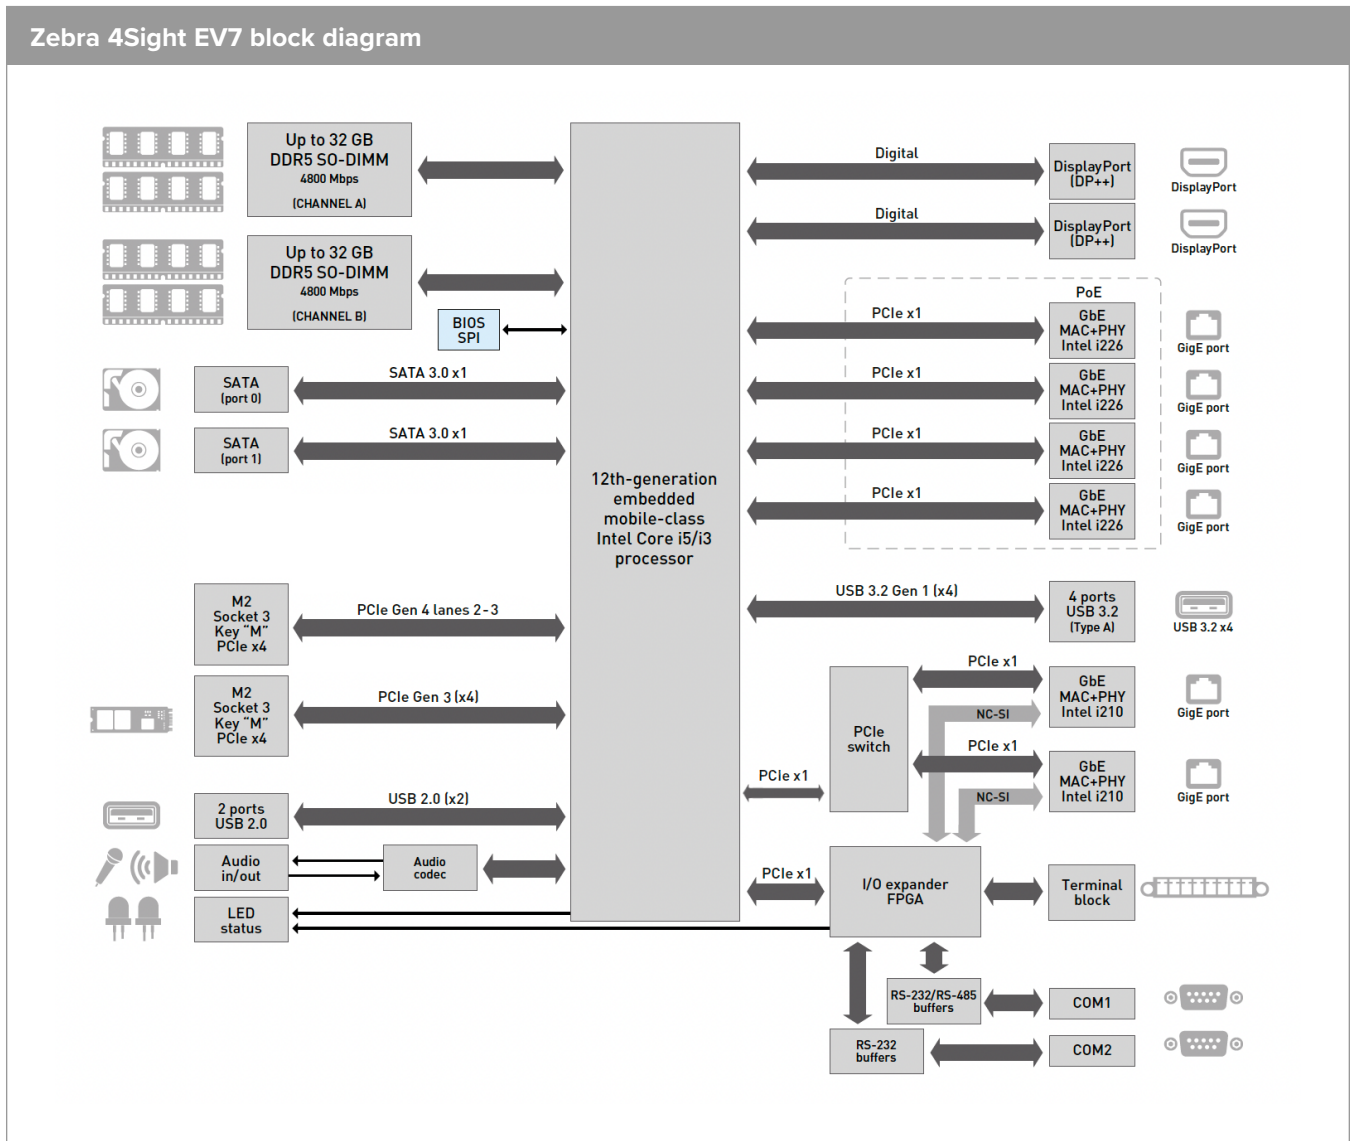 Zebra 4Sight EV7 block diagram
Up to 32 GB
DDR5 SO-DIMM
4800 Mbps
(CHANNEL A)
Up to 32 GB
DDR5 SO-DIMM
4800 Mbps
(CHANNEL B)
BIOS
SPI
SATA
(port 0)
SATA 3.0 x1
SATA
(port 1)
SATA 3.0 x1
M2
Socket 3
Key “M”
PCIe x4
PCIe Gen 4 lanes 2-3
M2
Socket 3
Key “M”
PCIe x4
PCIe Gen 3 (x4)
2 ports
USB 2.0
USB 2.0 (x2)
Audio
in/out
Audio
codec
LED
status
12th-generation
embedded
mobile-class
Intel Core i5/i3
processor
Digital
DisplayPort
(DP++)
DisplayPort
Digital
DisplayPort
(DP++)
DisplayPort
PoE
PCIe x1
GbE
MAC+PHY
Intel i226
GigE port
PCIe x1
GbE
MAC+PHY
Intel i226
GigE port
PCIe x1
GbE
MAC+PHY
Intel i226
GigE port
PCIe x1
GbE
MAC+PHY
Intel i226
GigE port
USB 3.2 Gen 1 (x4)
4 ports
USB 3.2
(Type A)
USB 3.2 x4
PCIe x1
PCIe
switch
PCIe x1
NC-SI
GbE
MAC+PHY
Intel i210
GigE port
PCIe x1
NC-SI
GbE
MAC+PHY
Intel i210
GigE port
PCIe x1
I/O expander
FPGA
Terminal
block
RS-232/RS-485
buffers
COM1
RS-232
buffers
COM2